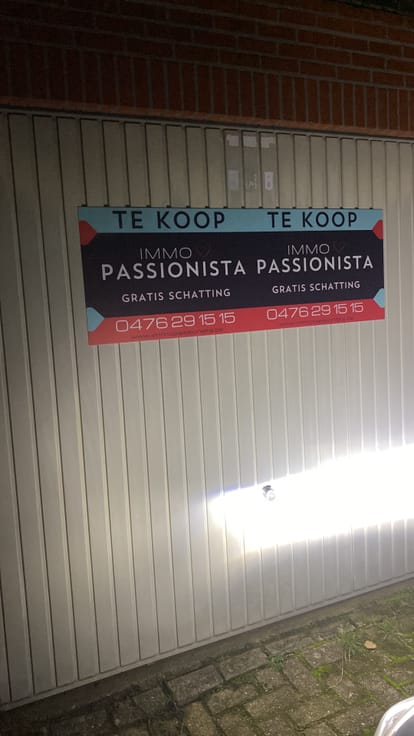 TE KOOP TE KOOP
IMMO IMMO
PASSIONISTA PASSIONISTA
GRATIS SCHATTING GRATIS SCHATTING
0476 29 15 15 0476 29 15 15